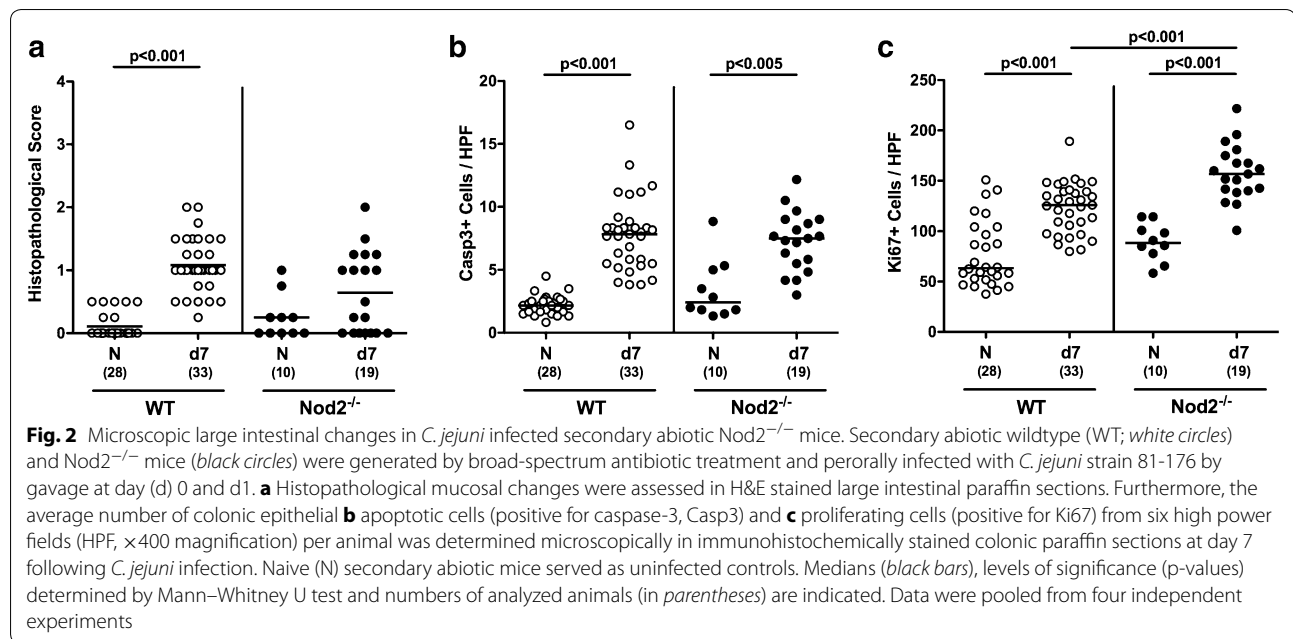 a
p<0.001
Histopathological Score
4
3
2
1
0
N
(28)
d7
(33)
N
(10)
d7
(19)
WT
Nod2-/-
b
p<0.001
p<0.005
Casp3+ Cells / HPF
20
15
10
5
0
N
(28)
d7
(33)
N
(10)
d7
(19)
WT
Nod2-/-
c
p<0.001
p<0.001
p<0.001
Ki67+ Cells / HPF
250
200
150
100
50
0
N
(28)
d7
(33)
N
(10)
d7
(19)
WT
Nod2-/-
Fig. 2 Microscopic large intestinal changes in C. jejuni infected secondary abiotic Nod2−/− mice. Secondary abiotic wildtype (WT; white circles)
and Nod2−/− mice (black circles) were generated by broad-spectrum antibiotic treatment and perorally infected with C. jejuni strain 81-176 by
gavage at day (d) 0 and d1. a Histopathological mucosal changes were assessed in H&E stained large intestinal paraffin sections. Furthermore, the
average number of colonic epithelial b apoptotic cells (positive for caspase-3, Casp3) and c proliferating cells (positive for Ki67) from six high power
fields (HPF, ×400 magnification) per animal was determined microscopically in immunohistochemically stained colonic paraffin sections at day 7
following C. jejuni infection. Naive (N) secondary abiotic mice served as uninfected controls. Medians (black bars), levels of significance (p-values)
determined by Mann–Whitney U test and numbers of analyzed animals (in parentheses) are indicated. Data were pooled from four independent
experiments